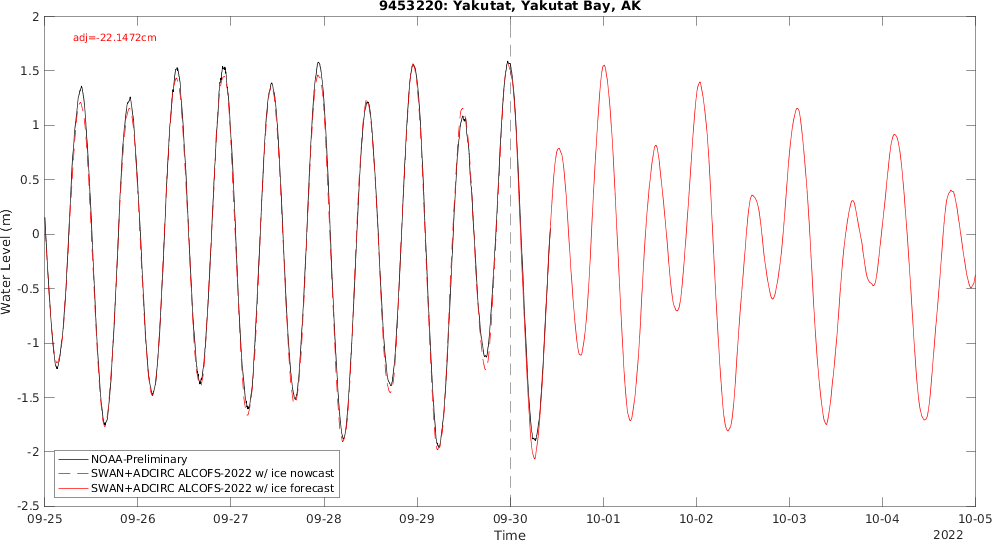 9453220: Yakutat, Yakutat Bay, AK
adj=-22.1472cm
2
1.5
1
0.5
0
-0.5
-1
-1.5
-2
-2.5
Water Level (m)
NOAA-Preliminary
SWAN+ADCIRC ALCOFS-2022 w/ ice nowcast
SWAN+ADCIRC ALCOFS-2022 w/ ice forecast
09-25 09-26 09-27 09-28 09-29 09-30 10-01 10-02 10-03 10-04 10-05
Time
2022